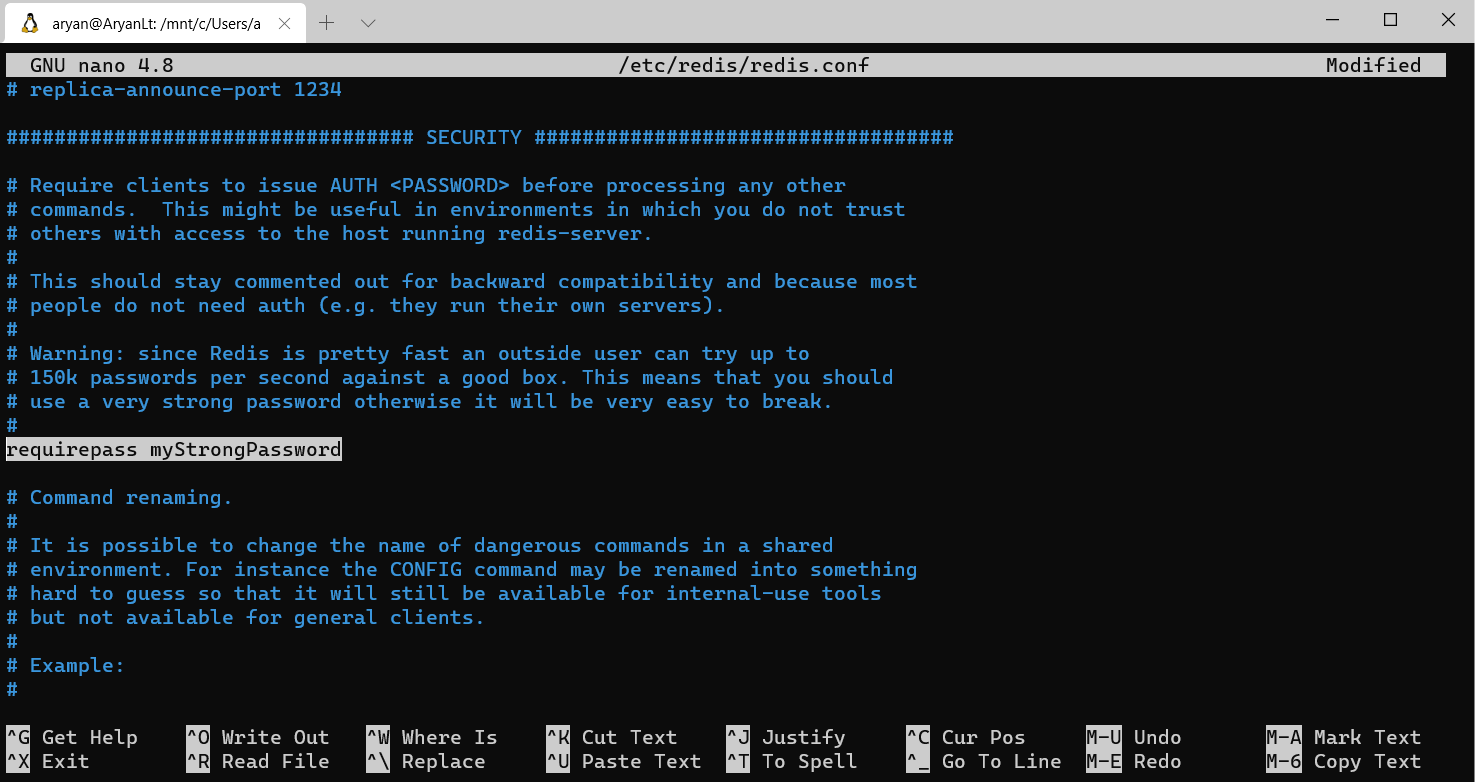 aryan@AryanLt: /mnt/c/Users/a
GNU nano 4.8 /etc/redis/redis.conf Modified
# replica-announce-port 1234
################################## SECURITY ###################################
# Require clients to issue AUTH <PASSWORD> before processing any other
# commands.  This might be useful in environments in which you do not trust
# others with access to the host running redis-server.
#
# This should stay commented out for backward compatibility and because most
# people do not need auth (e.g. they run their own servers).
#
# Warning: since Redis is pretty fast an outside user can try up to
# 150k passwords per second against a good box. This means that you should
# use a very strong password otherwise it will be very easy to break.
#
requirepass myStrongPassword
# Command renaming.
#
# It is possible to change the name of dangerous commands in a shared
# environment. For instance the CONFIG command may be renamed into something
# hard to guess so that it will still be available for internal-use tools
# but not available for general clients.
#
# Example:
#
^G Get Help ^O Write Out ^W Where Is ^K Cut Text ^J Justify ^C Cur Pos M-U Undo M-A Mark Text
^X Exit ^R Read File ^\ Replace ^U Paste Text ^T To Spell ^_ Go To Line M-E Redo M-6 Copy Text